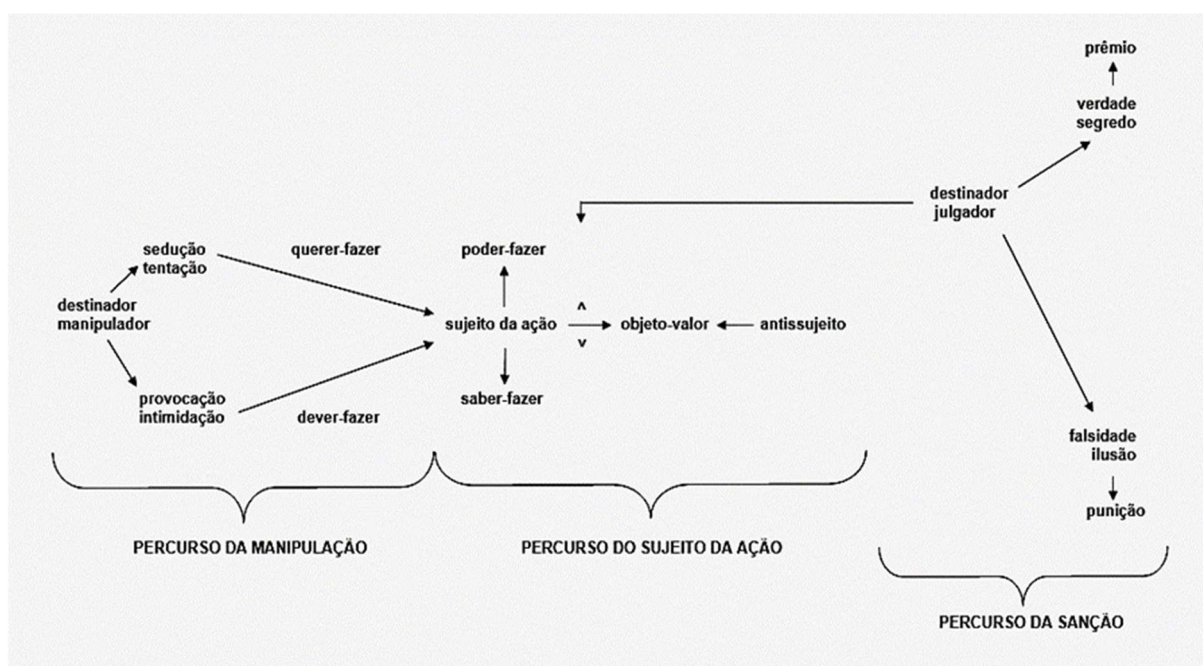 prêmio
verdade
segredo
destinador
julgador
sedução
tentação
querer-fazer
poder-fazer
destinador
manipulador
sujeito da ação
^
v
objeto-valor
antissujeito
provocação
intimidação
dever-fazer
saber-fazer
falsidade
ilusão
punição
PERCURSO DA MANIPULAÇÃO
PERCURSO DO SUJEITO DA AÇÃO
PERCURSO DA SANÇÃO